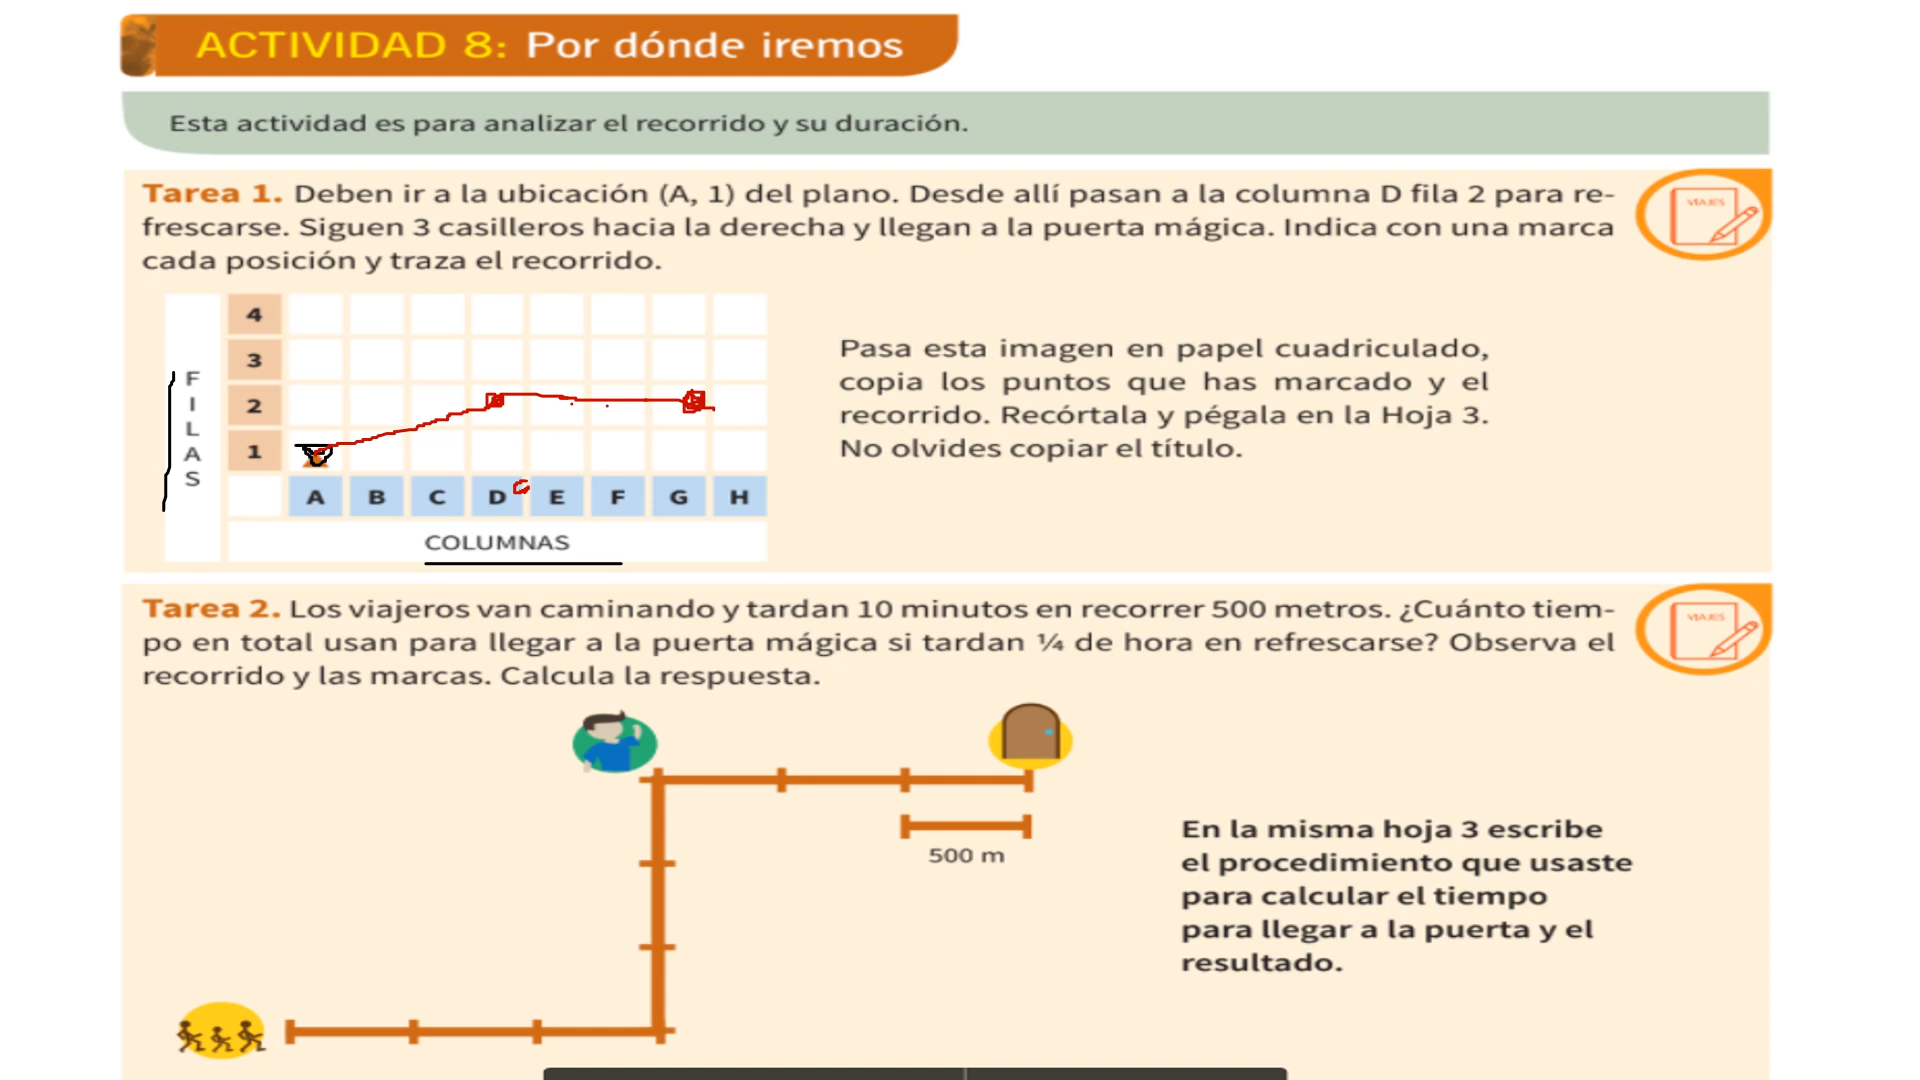 ACTIVIDAD 8: Por dónde iremos
Esta actividad es para analizar el recorrido y su duración.
Tarea 1. Deben ir a la ubicación (A, 1) del plano. Desde allí pasan a la columna D fila 2 para re-
frescarse. Siguen 3 casilleros hacia la derecha y llegan a la puerta mágica. Indica con una marca
cada posición y traza el recorrido.
VIAJES
FILAS
4
3
2
1
A B C D E F G H
COLUMNAS
Pasa esta imagen en papel cuadriculado,
copia los puntos que has marcado y el
recorrido. Recórtala y pégala en la Hoja 3.
No olvides copiar el título.
Tarea 2. Los viajeros van caminando y tardan 10 minutos en recorrer 500 metros. ¿Cuánto tiem-
po en total usan para llegar a la puerta mágica si tardan ¼ de hora en refrescarse? Observa el
recorrido y las marcas. Calcula la respuesta.
VIAJES
500 m
En la misma hoja 3 escribe
el procedimiento que usaste
para calcular el tiempo
para llegar a la puerta y el
resultado.